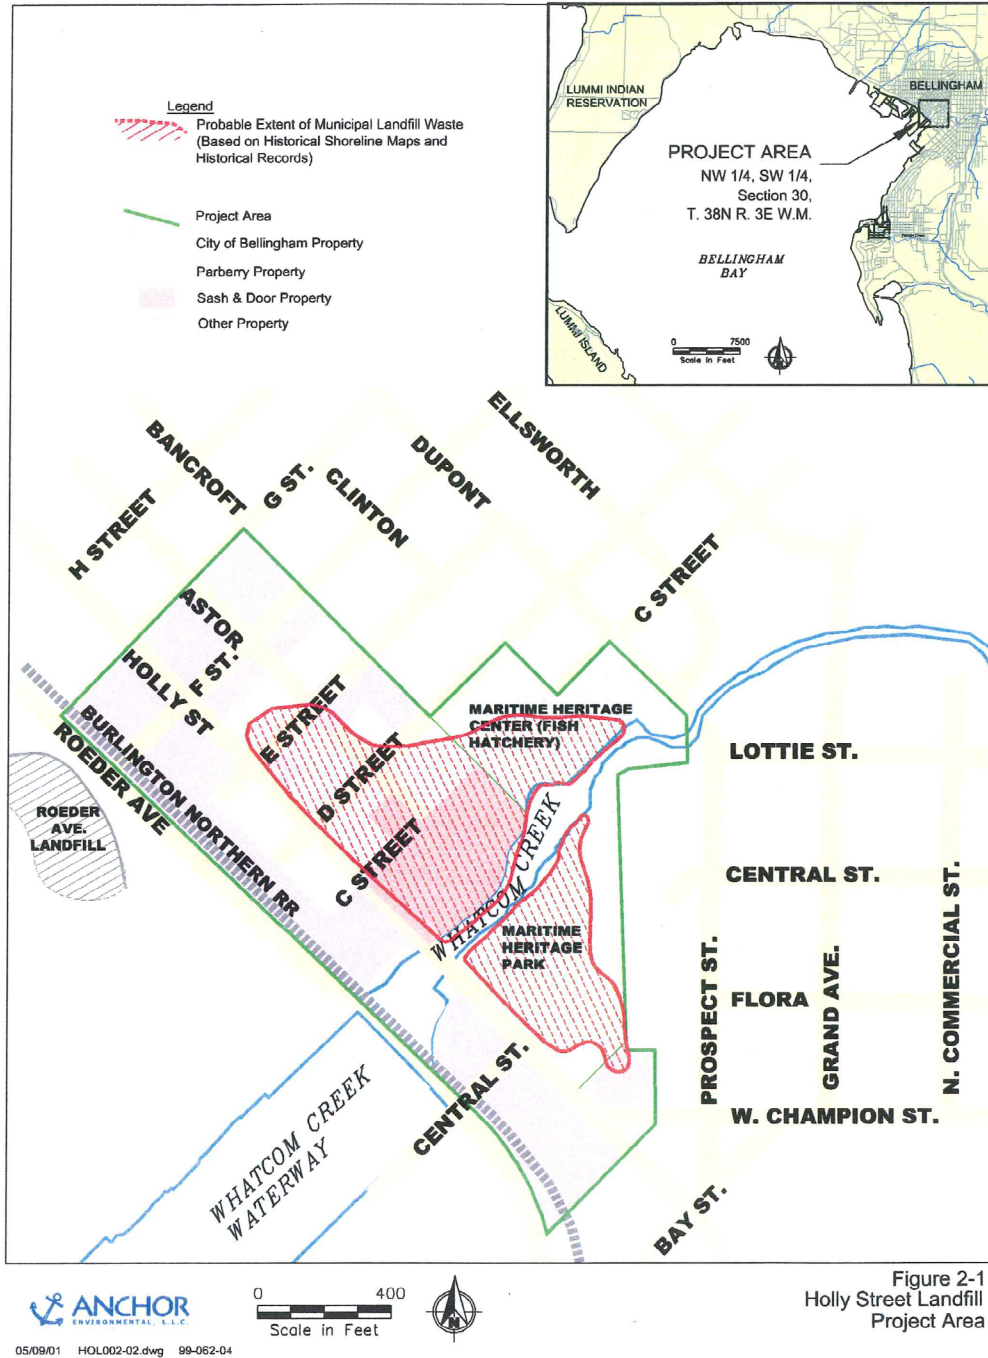 Legend
Probable Extent of Municipal Landfill Waste
(Based on Historical Shoreline Maps and
Historical Records)
Project Area
City of Bellingham Property
Parberry Property
Sash & Door Property
Other Property
LUMMI INDIAN
RESERVATION
BELLINGHAM
PROJECT AREA
NW 1/4, SW 1/4,
Section 30,
T. 38N R. 3E W.M.
BELLINGHAM
BAY
LUMMI ISLAND
0 7500
Scale in Feet
ELLSWORTH
DUPONT
BANCROFT
G ST.
CLINTON
H STREET
C STREET
ASTOR
F ST.
HOLLY ST
E STREET
D STREET
C STREET
MARITIME HERITAGE
CENTER (FISH
HATCHERY)
BURLINGTON NORTHERN RR
ROEDER AVE
ROEDER
AVE.
LANDFILL
WHATCOM CREEK
MARITIME
HERITAGE
PARK
LOTTIE ST.
CENTRAL ST.
PROSPECT ST.
FLORA
GRAND AVE.
N. COMMERCIAL ST.
W. CHAMPION ST.
CENTRAL ST.
WHATCOM CREEK
WATERWAY
BAY ST.
ANCHOR
ENVIRONMENTAL, L.L.C.
0 400
Scale in Feet
N
Figure 2-1
Holly Street Landfill
Project Area
05/09/01 HOL002-02.dwg 99-062-04